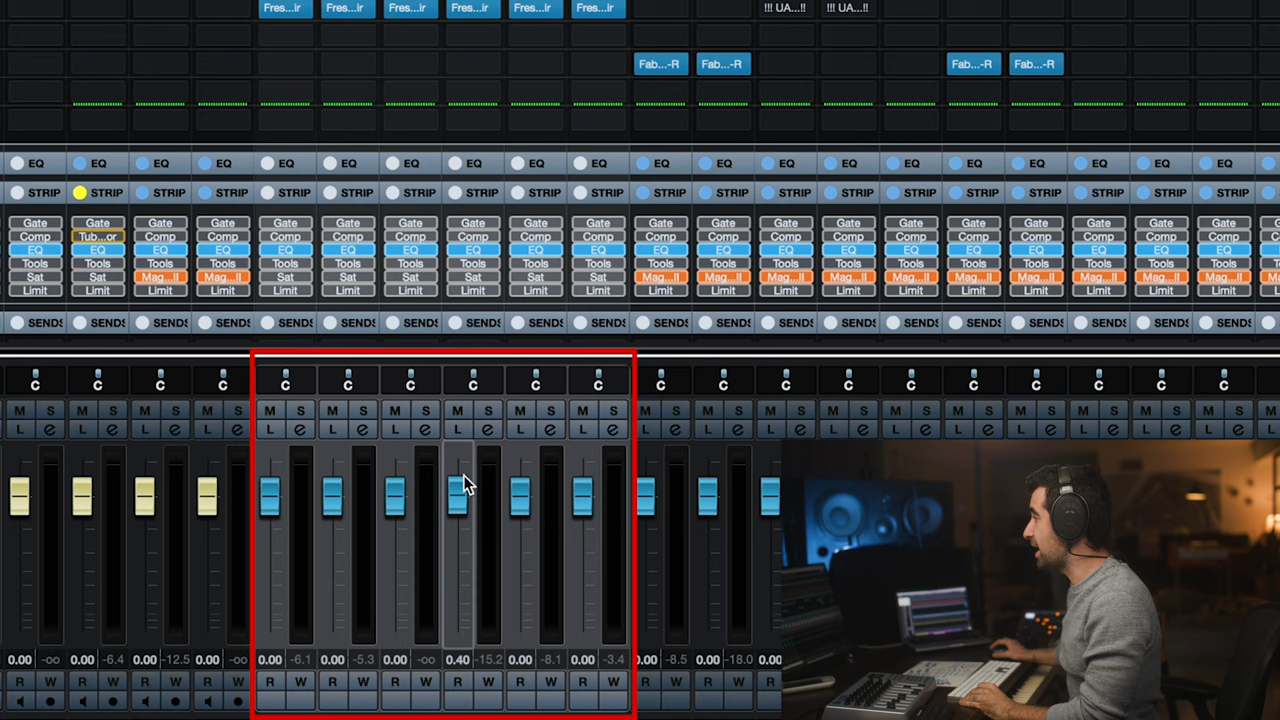 Fres...ir Fres...ir Fres...ir Fres...ir Fres...ir Fres...ir !!! UA...!! !!! UA...!!
Fab...-R Fab...-R Fab...-R Fab...-R
EQ EQ EQ EQ EQ EQ EQ EQ EQ EQ EQ EQ EQ EQ EQ EQ EQ EQ EQ EQ
STRIP STRIP STRIP STRIP STRIP STRIP STRIP STRIP STRIP STRIP STRIP STRIP STRIP STRIP STRIP STRIP STRIP STRIP STRIP STRIP
Gate Gate Gate Gate Gate Gate Gate Gate Gate Gate Gate Gate Gate Gate Gate Gate Gate Gate Gate Gate
Comp Tub...or Comp Comp Comp Comp Comp Comp Comp Comp Comp Comp Comp Comp Comp Comp Comp Comp Comp Comp
EQ EQ EQ EQ EQ EQ EQ EQ EQ EQ EQ EQ EQ EQ EQ EQ EQ EQ EQ EQ
Tools Tools Tools Tools Tools Tools Tools Tools Tools Tools Tools Tools Tools Tools Tools Tools Tools Tools Tools Tools
Sat Sat Mag...II Mag...II Sat Sat Sat Sat Sat Sat Mag...II Mag...II Mag...II Mag...II Mag...II Mag...II Mag...II Mag...II Mag...II Mag...II
Limit Limit Limit Limit Limit Limit Limit Limit Limit Limit Limit Limit Limit Limit Limit Limit Limit Limit Limit Limit
SENDS SENDS SENDS SENDS SENDS SENDS SENDS SENDS SENDS SENDS SENDS SENDS SENDS SENDS SENDS SENDS SENDS SENDS SENDS SENDS
C C C C C C C C C C C C C C C C C C C C
M S M S M S M S M S M S M S M S M S M S M S M S M S M S M S M S M S M S M S M S
L e L e L e L e L e L e L e L e L e L e L e L e L e L e L e L e L e L e L e L e
0.00 -oo 0.00 -6.4 0.00 -12.5 0.00 -oo 0.00 -6.1 0.00 -5.3 0.00 -oo 0.40 -15.2 0.00 -8.1 0.00 -3.4 0.00 -8.5 0.00 -18.0 0.00
R W R W R W R W R W R W R W R W R W R W R W R W R